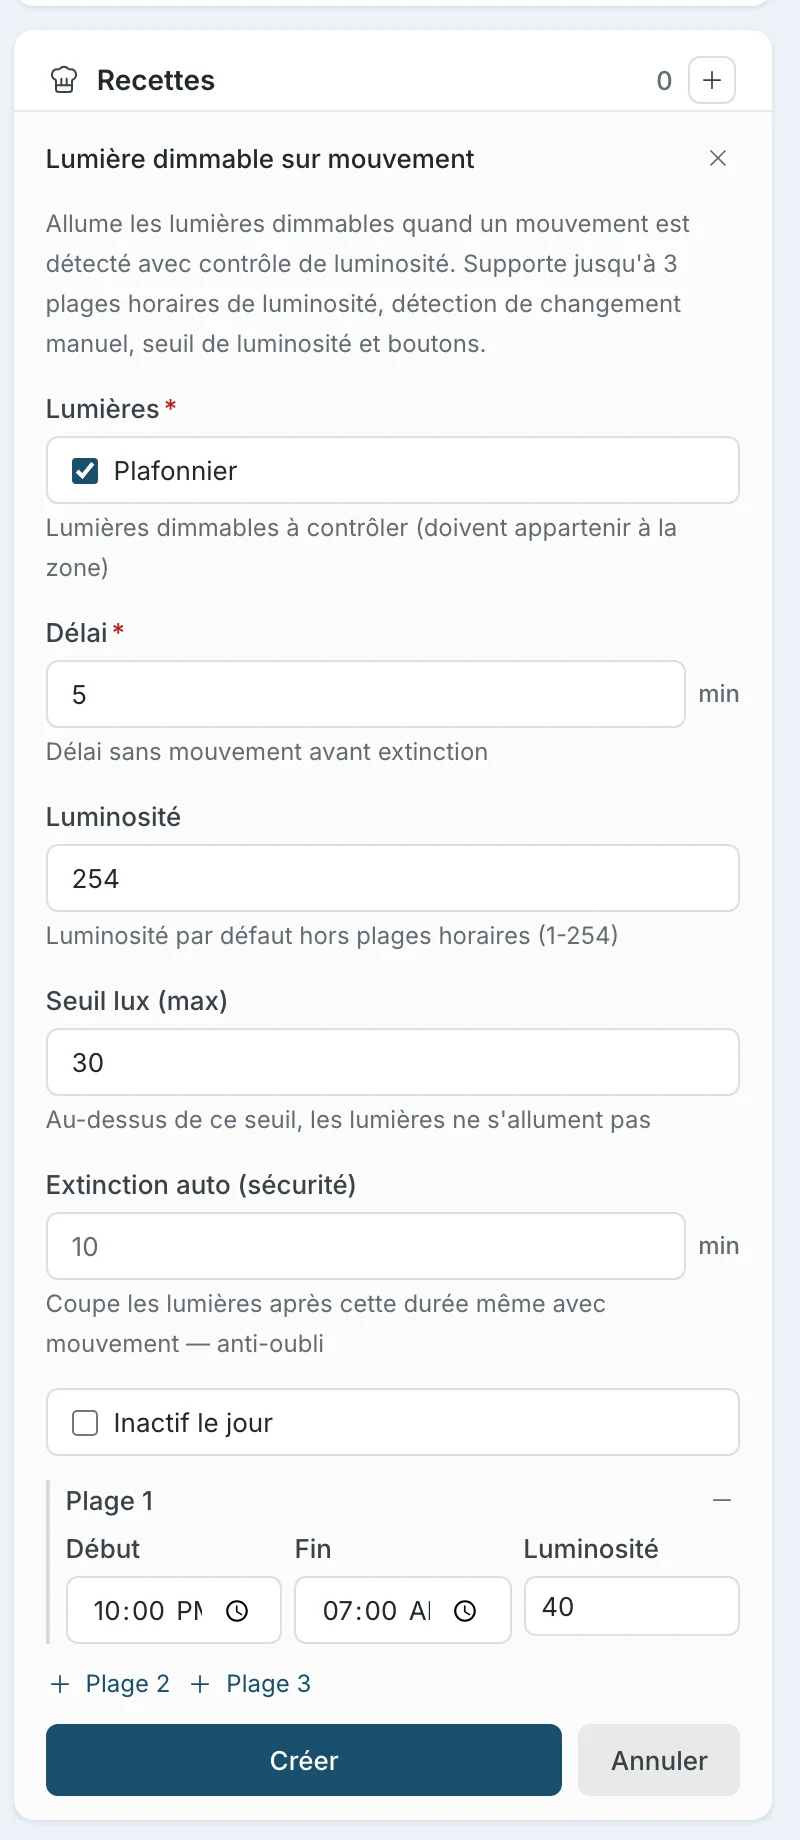 Recettes 0
Lumière dimmable sur mouvement
Allume les lumières dimmables quand un mouvement est
détecté avec contrôle de luminosité. Supporte jusqu'à 3
plages horaires de luminosité, détection de changement
manuel, seuil de luminosité et boutons.
Lumières *
Plafonnier
Lumières dimmables à contrôler (doivent appartenir à la
zone)
Délai *
5 min
Délai sans mouvement avant extinction
Luminosité
254
Luminosité par défaut hors plages horaires (1-254)
Seuil lux (max)
30
Au-dessus de ce seuil, les lumières ne s'allument pas
Extinction auto (sécurité)
10 min
Coupe les lumières après cette durée même avec
mouvement — anti-oubli
Inactif le jour
Plage 1
Début Fin Luminosité
10:00 07:00 40
+ Plage 2 + Plage 3
Créer Annuler